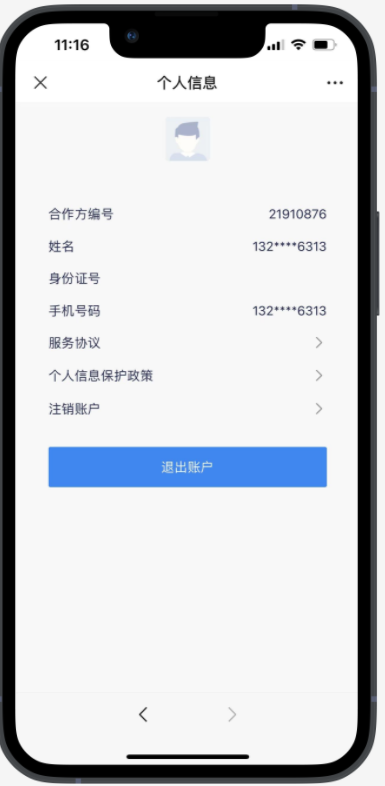 11:16
个人信息
合作方编号 21910876
姓名 132****6313
身份证号
手机号码 132****6313
服务协议
个人信息保护政策
注销账户
退出账户